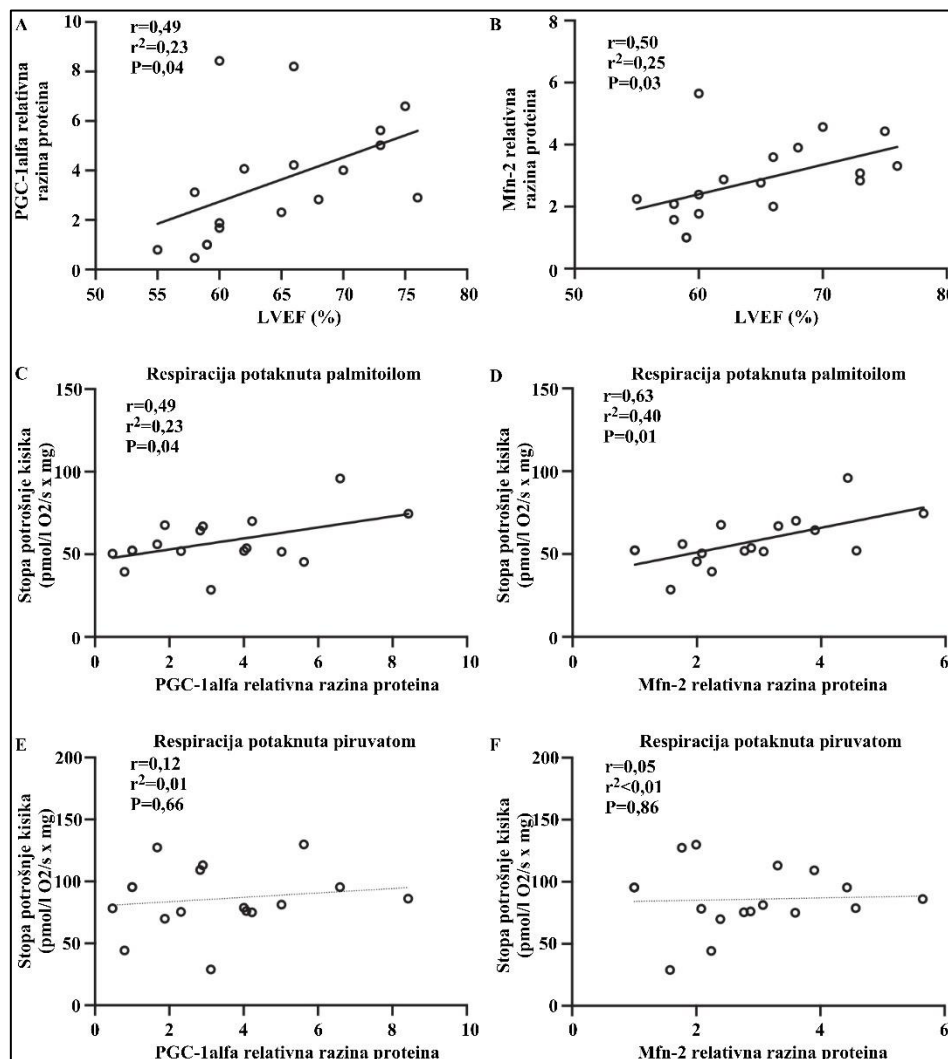 A
r=0,49
r²=0,23
P=0,04
PGC-1alfa relativna
razina proteina
10
8
6
4
2
0
50 55 60 65 70 75 80
LVEF (%)
B
r=0,50
r²=0,25
P=0,03
Mfn-2 relativna
razina proteina
8
6
4
2
0
50 60 70 80
LVEF (%)
C
Respiracija potaknuta palmitoilom
r=0,49
r²=0,23
P=0,04
Stopa potrošnje kisika
(pmol/l O2/s x mg)
150
100
50
0
0 2 4 6 8 10
PGC-1alfa relativna razina proteina
D
Respiracija potaknuta palmitoilom
r=0,63
r²=0,40
P=0,01
Stopa potrošnje kisika
(pmol/l O2/s x mg)
150
100
50
0
0 2 4 6
Mfn-2 relativna razina proteina
E
Respiracija potaknuta piruvatom
r=0,12
r²=0,01
P=0,66
Stopa potrošnje kisika
(pmol/l O2/s x mg)
200
150
100
50
0
0 2 4 6 8 10
PGC-1alfa relativna razina proteina
F
Respiracija potaknuta piruvatom
r=0,05
r²<0,01
P=0,86
Stopa potrošnje kisika
(pmol/l O2/s x mg)
200
150
100
50
0
0 2 4 6
Mfn-2 relativna razina proteina